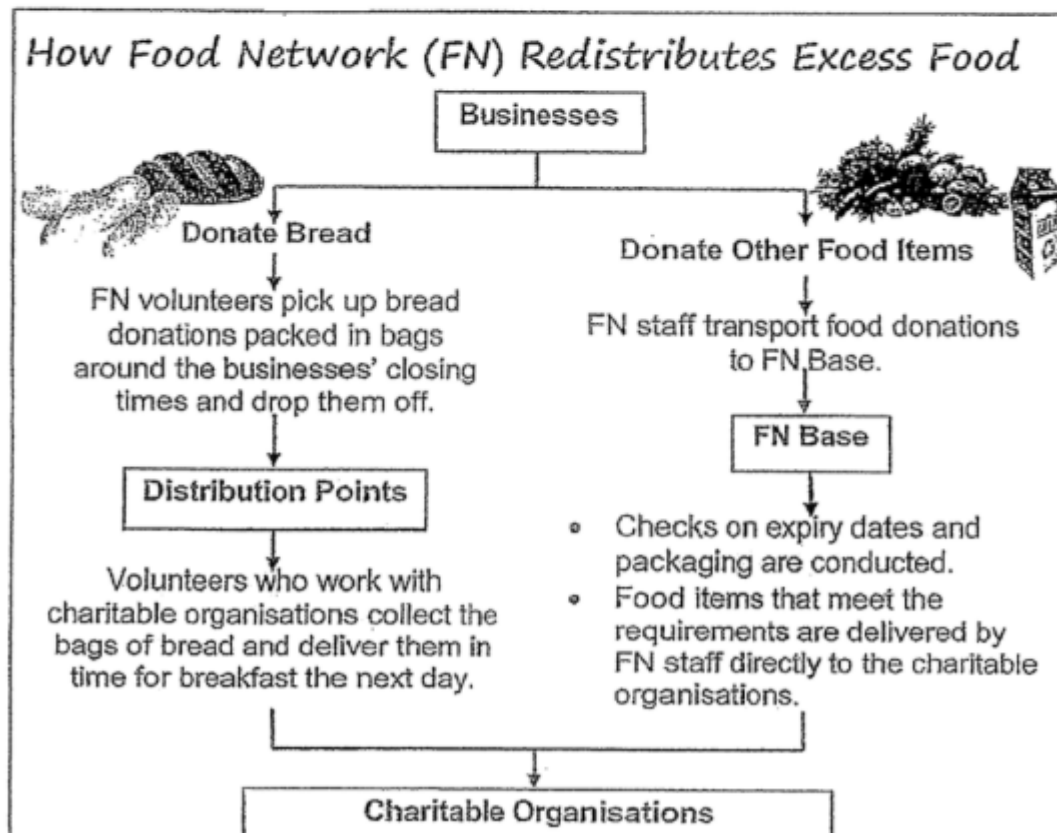 How Food Network (FN) Redistributes Excess Food
Businesses
Donate Bread
FN volunteers pick up bread
donations packed in bags
around the businesses' closing
times and drop them off.
Distribution Points
Volunteers who work with
charitable organisations collect the
bags of bread and deliver them in
time for breakfast the next day.
Donate Other Food Items
FN staff transport food donations
to FN Base.
FN Base
• Checks on expiry dates and
packaging are conducted.
• Food items that meet the
requirements are delivered by
FN staff directly to the charitable
organisations.
Charitable Organisations